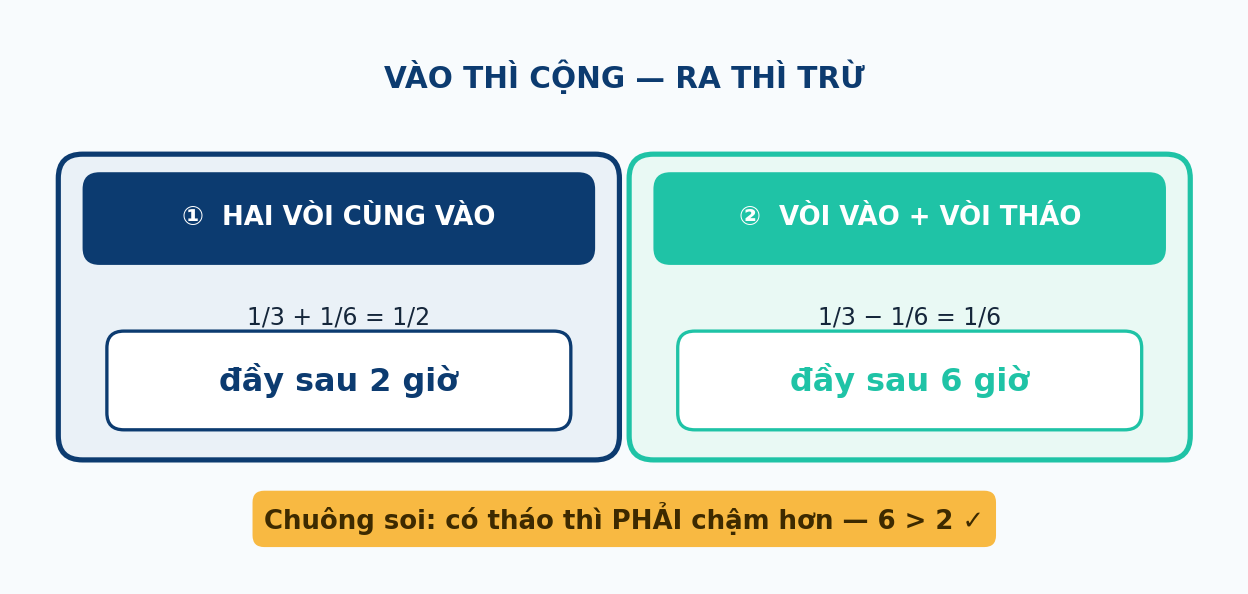 VÀO THÌ CỘNG — RA THÌ TRỪ
① HAI VÒI CÙNG VÀO
1/3 + 1/6 = 1/2
đầy sau 2 giờ
② VÒI VÀO + VÒI THÁO
1/3 − 1/6 = 1/6
đầy sau 6 giờ
Chuông soi: có tháo thì PHẢI chậm hơn — 6 > 2 ✓